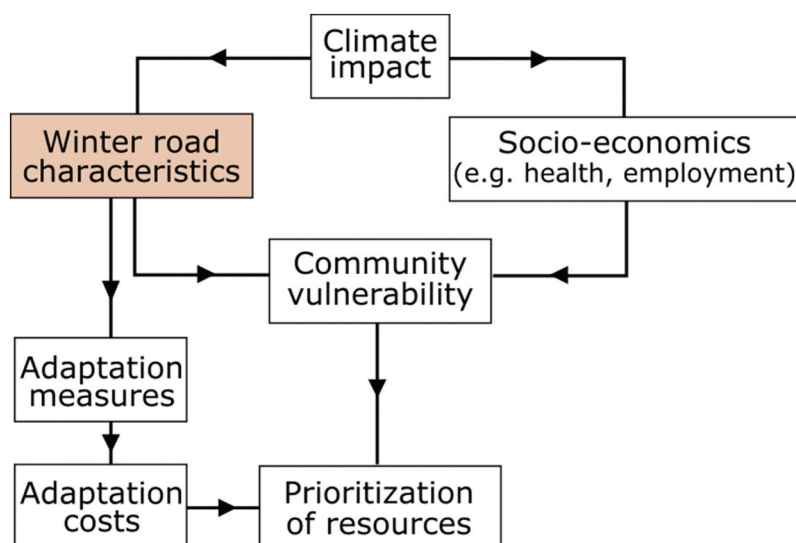 Climate
impact
Winter road
characteristics
Socio-economics
(e.g. health, employment)
Community
vulnerability
Adaptation
measures
Adaptation
costs
Prioritization
of resources